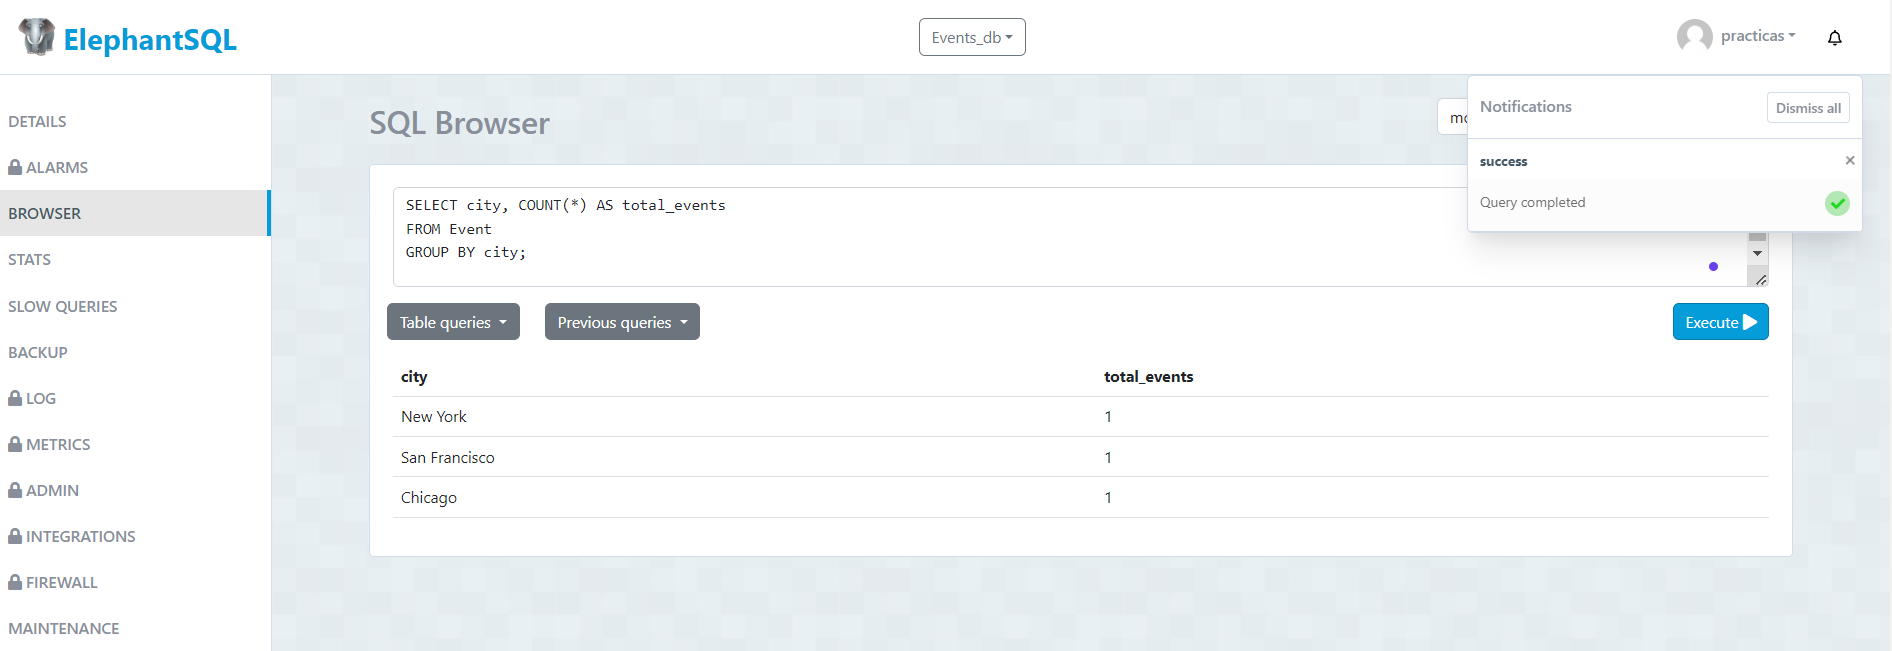 ElephantSQL
Events_db
practicas
DETAILS
ALARMS
BROWSER
STATS
SLOW QUERIES
BACKUP
LOG
METRICS
ADMIN
INTEGRATIONS
FIREWALL
MAINTENANCE
SQL Browser
Notifications
Dismiss all
success
×
Query completed
SELECT city, COUNT(*) AS total_events
FROM Event
GROUP BY city;
Table queries
Previous queries
Execute
city total_events
New York 1
San Francisco 1
Chicago 1